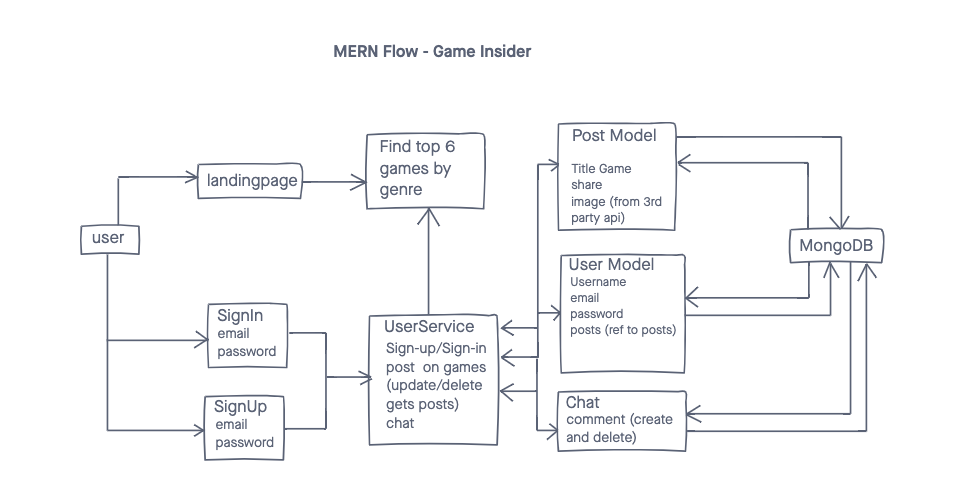 MERN Flow - Game Insider
Find top 6
games by
genre
landingpage
user
SignIn
email
password
SignUp
email
password
UserService
Sign-up/Sign-in
post on games
(update/delete
gets posts)
chat
Post Model
Title Game
share
image (from 3rd
party api)
User Model
Username
email
password
posts (ref to posts)
Chat
comment (create
and delete)
MongoDB